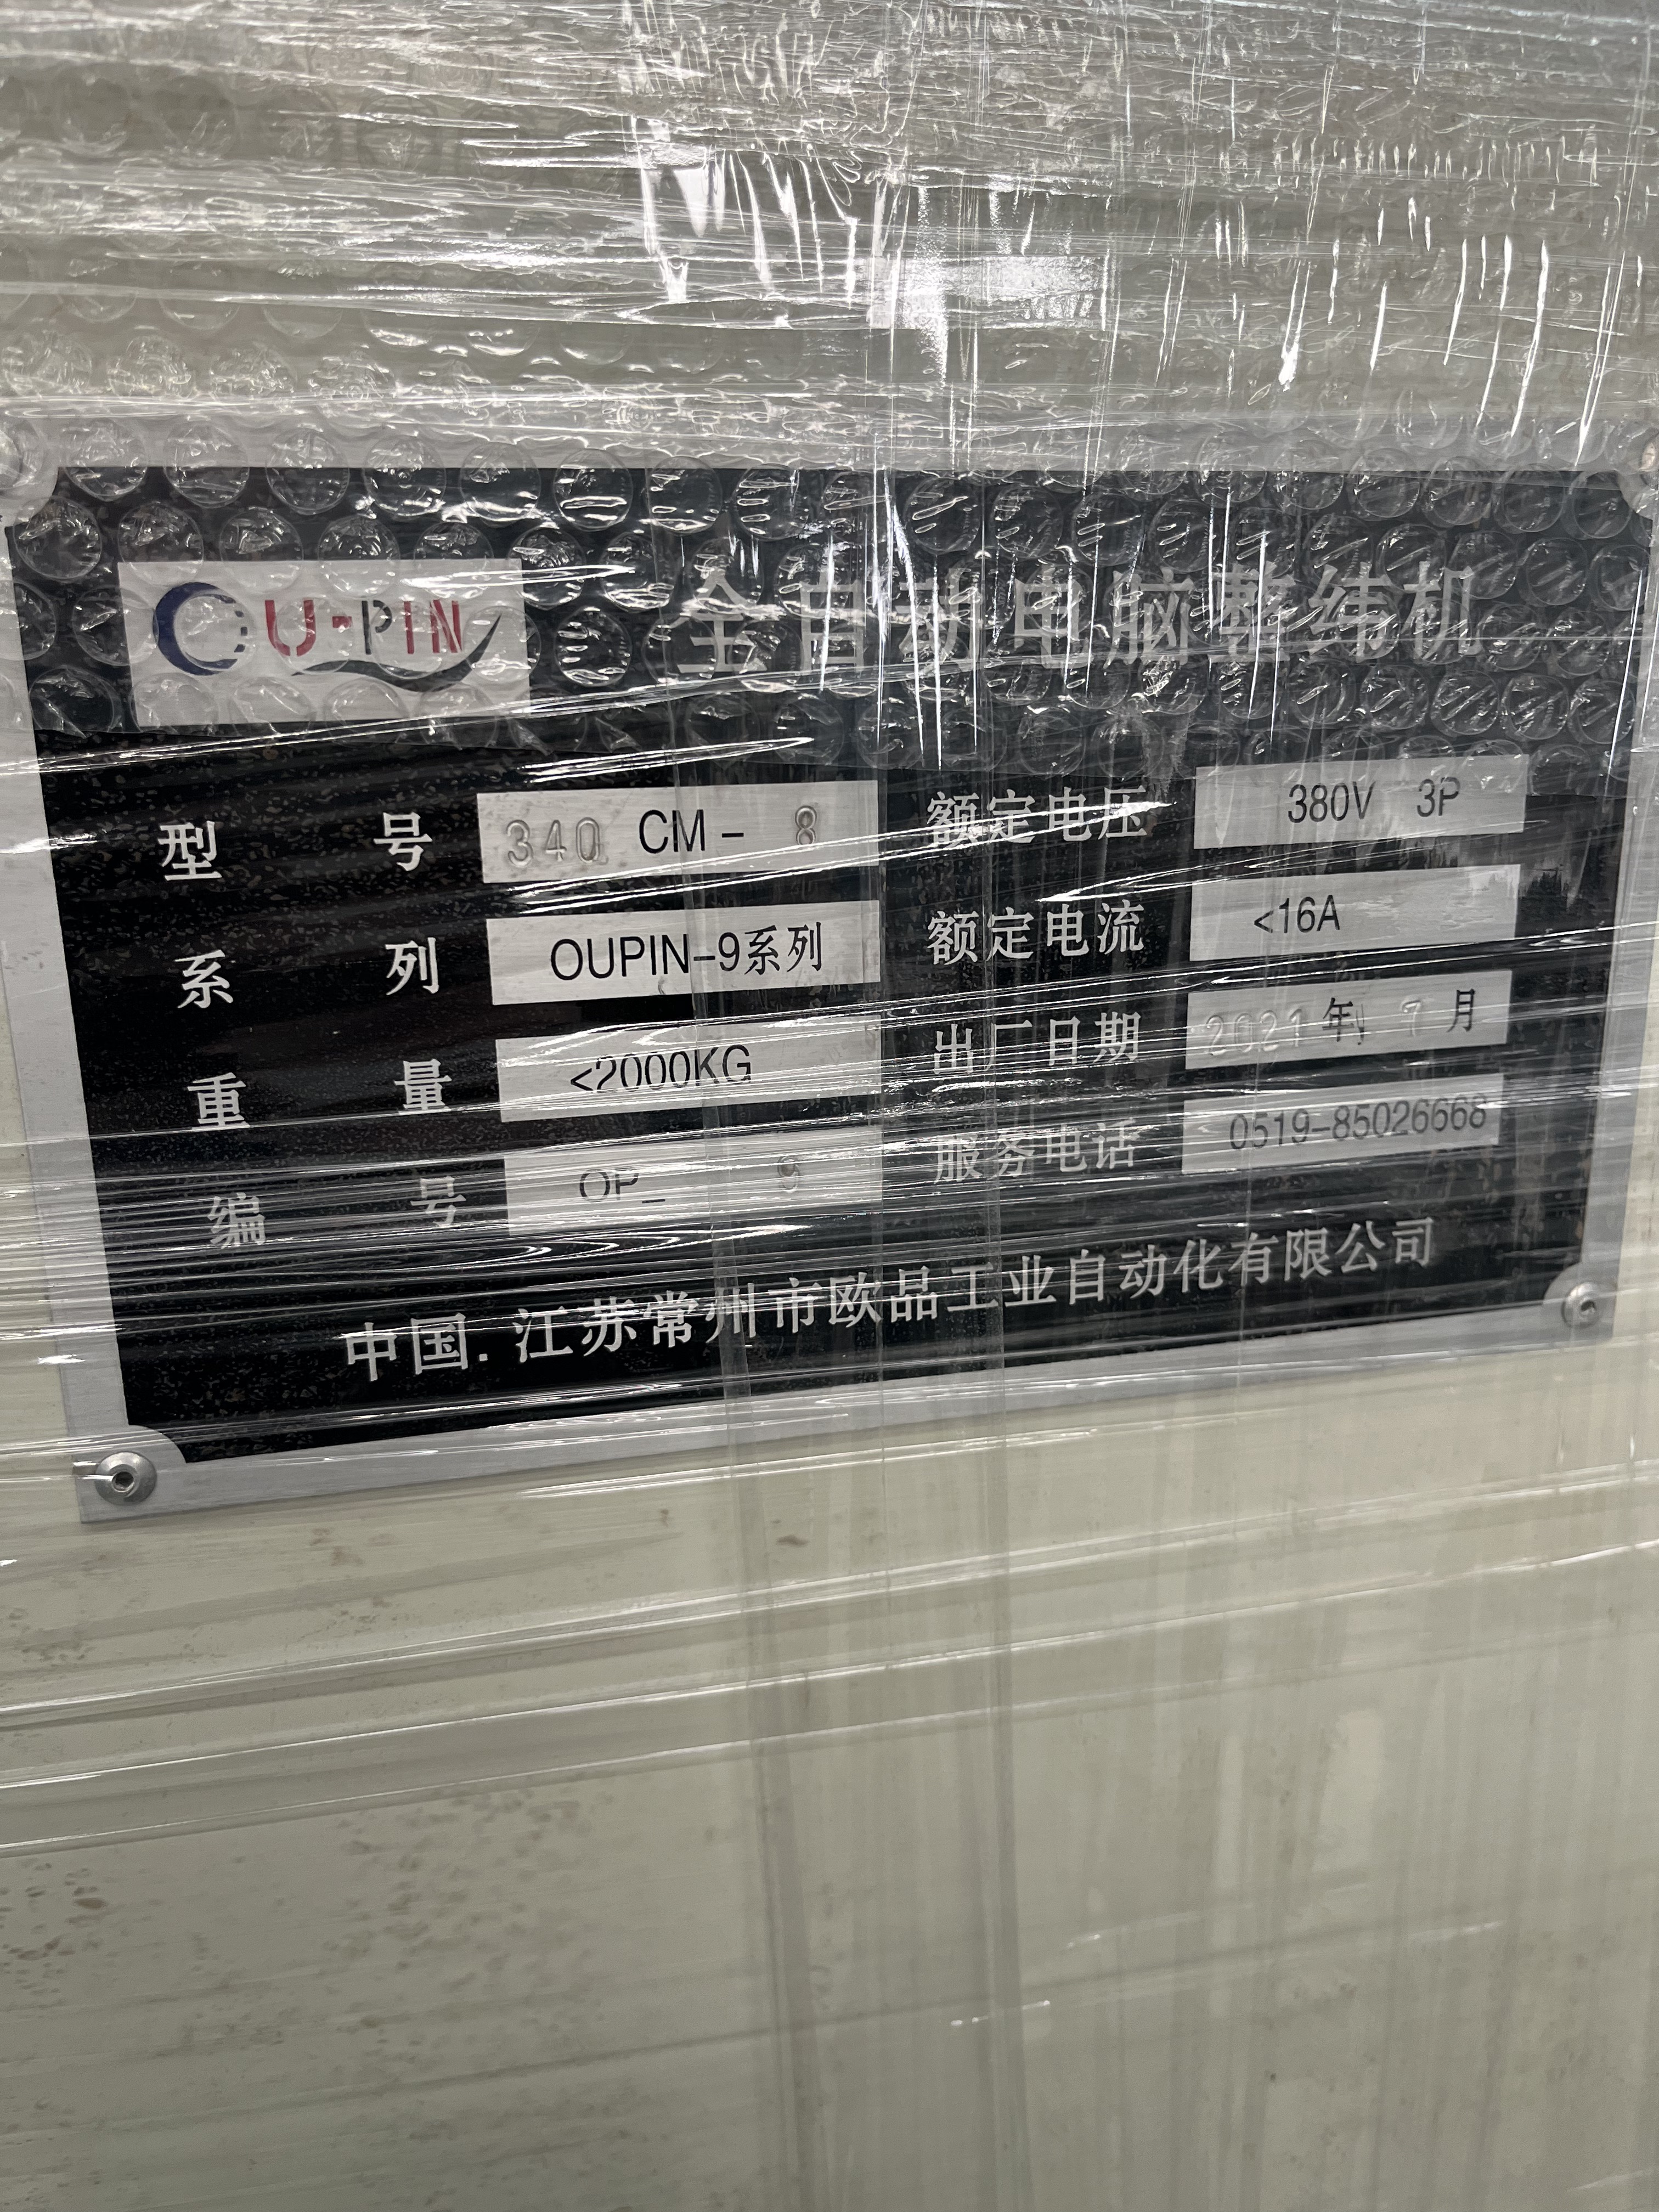 OU-PIN 全自动电脑整纬机
型号 340 CM- 8 额定电压 380V 3P
系列 OUPIN-9系列 额定电流 <16A
重量 <2000KG 出厂日期 2021 年 7 月
编号 OP_ 9 服务电话 0519-85026668
中国.江苏常州市欧品工业自动化有限公司